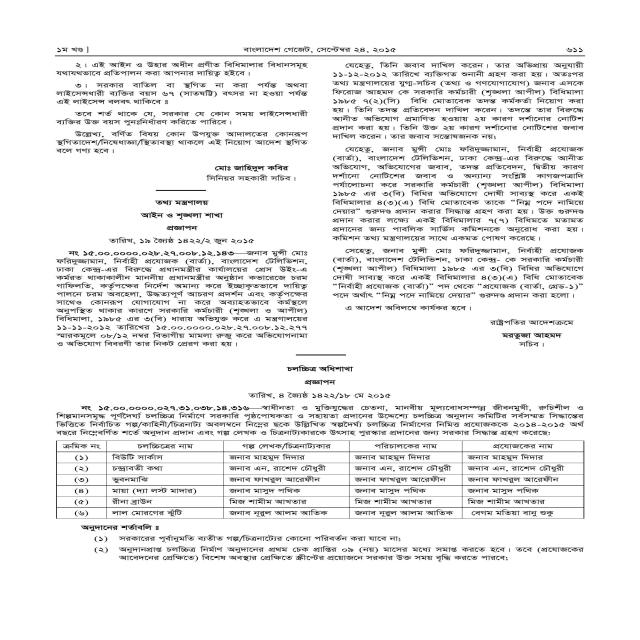 ১ম খণ্ড ]
বাংলাদেশ গেজেট, সেপ্টেম্বর ২৪, ২০১৫
৬১১
২। এই আইন ও উহার অধীন প্রণীত বিধিমালার বিধানসমূহ
যথাযথভাবে প্রতিপালন করা আপনার দায়িত্ব হইবে।
৩। সরকার বাতিল বা স্থগিত না করা পর্যন্ত অথবা
লাইসেন্সধারী ব্যক্তির বয়স ৬৭ (সাতষট্টি) বৎসর না হওয়া পর্যন্ত
এই লাইসেন্স বলবৎ থাকিবে ঃ
তবে শর্ত থাকে যে, সরকার যে কোন সময় লাইসেন্সধারী
ব্যক্তির উক্ত বয়স পুনঃনির্ধারণ করিতে পারিবে।
উল্লেখ্য, বর্ণিত বিষয় কোন উপযুক্ত আদালতের কোনরূপ
স্থগিতাদেশ/নিষেধাজ্ঞা/স্থিতাবস্থা থাকলে এই নিয়োগ আদেশ স্থগিত
বলে গণ্য হবে।
মোঃ জাহিদুল কবির
সিনিয়র সহকারী সচিব।
তথ্য মন্ত্রণালয়
আইন ও শৃঙ্খলা শাখা
প্রজ্ঞাপন
তারিখ, ১৯ জ্যৈষ্ঠ ১৪২২/২ জুন ২০১৫
নং ১৫.০০.০০০০.০২৮.২৭.০০৮.১২.১৪৩—জনাব মুন্সী মোঃ
ফরিদুজ্জামান, নির্বাহী প্রযোজক (বার্তা), বাংলাদেশ টেলিভিশন,
ঢাকা কেন্দ্র-এর বিরুদ্ধে প্রধানমন্ত্রীর কার্যালয়ের প্রেস উইং-এ
কর্মরত থাকাকালীন মাননীয় প্রধানমন্ত্রীর অনুষ্ঠান কভারেজে চরম
গাফিলতি, কর্তৃপক্ষের নির্দেশ অমান্য করে ইচ্ছাকৃতভাবে দায়িত্ব
পালনে চরম অবহেলা, উদ্ধত্যপূর্ণ আচরণ প্রদর্শন এবং কর্তৃপক্ষের
সাথেও কোনরূপ যোগাযোগ না করে অব্যাহতভাবে কর্মস্থলে
অনুপস্থিত থাকার কারণে সরকারি কর্মচারী (শৃঙ্খলা ও আপীল)
বিধিমালা, ১৯৮৫ এর ৩(বি) ধারায় অভিযুক্ত করে এ মন্ত্রণালয়ের
১১-১১-২০১২ তারিখের ১৫.০০.০০০০.০২৮.২৭.০০৮.১২.২৭৭
স্মারকমূলে ০৮/১২ নম্বর বিভাগীয় মামলা রুজু করে অভিযোগনামা
ও অভিযোগ বিবরণী তার নিকট প্রেরণ করা হয়।
যেহেতু, তিনি জবাব দাখিল করেন। তার অভিপ্রায় অনুযায়ী
১১-১২-২০১২ তারিখে ব্যক্তিগত শুনানী গ্রহণ করা হয়। অতঃপর
তথ্য মন্ত্রণালয়ের যুগ্ম-সচিব (তথ্য ও গণযোগাযোগ) জনাব এসকে
ফিরোজ আহমদ কে সরকারি কর্মচারী (শৃঙ্খলা আপীল) বিধিমালা
১৯৮৫ ৭(২)(সি) বিধি মোতাবেক তদন্ত কর্মকর্তা নিয়োগ করা
হয়। তিনি তদন্ত প্রতিবেদন দাখিল করেন। তদন্তে তার বিরুদ্ধে
আনীত অভিযোগ প্রমাণিত হওয়ায় ২য় কারণ দর্শানোর নোটিশ
প্রদান করা হয়। তিনি উক্ত ২য় কারণ দর্শানোর নোটিশের জবাব
দাখিল করেন। তার জবাব সন্তোষজনক নয়।
যেহেতু, জনাব মুন্সী মোঃ ফরিদুজ্জামান, নির্বাহী প্রযোজক
(বার্তা), বাংলাদেশ টেলিভিশন, ঢাকা কেন্দ্র-এর বিরুদ্ধে আনীত
অভিযোগ, অভিযোগের জবাব, তদন্ত প্রতিবেদন, দ্বিতীয় কারণ
দর্শানো নোটিশের জবাব ও অন্যান্য সংশ্লিষ্ট কাগজপত্রাদি
পর্যালোচনা করে সরকারি কর্মচারী (শৃঙ্খলা আপীল) বিধিমালা
১৯৮৫ এর ৩(বি) বিধির অভিযোগে দোষী সাব্যস্ত করে একই
বিধিমালার ৪(৩)(এ) বিধি মোতাবেক তাকে “নিম্ন পদে নামিয়ে
দেয়ার” গুরুদণ্ড প্রদান করার সিদ্ধান্ত গ্রহণ করা হয়। উক্ত গুরুদণ্ড
প্রদান করার লক্ষ্যে একই বিধিমালার ৭(৭) বিধিমতে মতামত
প্রদানের জন্য পাবলিক সার্ভিস কমিশনকে অনুরোধ করা হয়।
কমিশন তথ্য মন্ত্রণালয়ের সাথে একমত পোষণ করেছে।
সেহেতু, জনাব মুন্সী মোঃ ফরিদুজ্জামান, নির্বাহী প্রযোজক
(বার্তা), বাংলাদেশ টেলিভিশন, ঢাকা কেন্দ্র- কে সরকারি কর্মচারী
(শৃঙ্খলা আপীল) বিধিমালা ১৯৮৫ এর ৩(বি) বিধির অভিযোগে
দোষী সাব্যস্ত করে একই বিধিমালার ৪(৩)(এ) বিধি মোতাবেক
“নির্বাহী প্রযোজক (বার্তা)” পদ থেকে “প্রযোজক (বার্তা, গ্রেড-১)”
পদে অর্থাৎ “নিম্ন পদে নামিয়ে দেয়ার” গুরুদণ্ড প্রদান করা হলো।
এ আদেশ অবিলম্বে কার্যকর হবে।
রাষ্ট্রপতির আদেশক্রমে
মরতুজা আহমদ
সচিব।
চলচ্চিত্র অধিশাখা
প্রজ্ঞাপন
তারিখ, ৪ জ্যৈষ্ঠ ১৪২২/১৮ মে ২০১৫
নং ১৫.০০.০০০০.০২৭.৩১.০৩৮.১৪.৩১৬—স্বাধীনতা ও মুক্তিযুদ্ধের চেতনা, মানবীয় মূল্যবোধসম্পন্ন জীবনমুখী, রুচিশীল ও
শিল্পমানসমৃদ্ধ পূর্ণদৈর্ঘ্য চলচ্চিত্র নির্মাণে সরকারি পৃষ্ঠপোষকতা ও সহায়তা প্রদানের উদ্দেশ্যে চলচ্চিত্র অনুদান কমিটির সর্বসম্মত সিদ্ধান্তের
ভিত্তিতে নির্বাচিত গল্প/কাহিনী/চিত্রনাট্য অবলম্বনে নিম্নের ছকে উল্লিখিত স্বল্পদৈর্ঘ্য চলচ্চিত্র নির্মাণের নিমিত্ত প্রযোজককে ২০১৪-২০১৫ অর্থ
বছরে নিম্নেবর্ণিত শর্তে অনুদান প্রদান এবং গল্প লেখক ও চিত্রনাট্যকারকে উৎসাহ পুরস্কার প্রদানের জন্য সরকার সিদ্ধান্ত গ্রহণ করেছে:
ক্রমিক নং চলচ্চিত্রের নাম গল্প লেখক/চিত্রনাট্যকার পরিচালকের নাম প্রযোজকের নাম
(১) বিউটি সার্কাস জনাব মাহমুদ দিদার জনাব মাহমুদ দিদার জনাব মাহমুদ দিদার
(২) চন্দ্রাবতী কথা জনাব এন, রাশেদ চৌধুরী জনাব এন, রাশেদ চৌধুরী জনাব এন, রাশেদ চৌধুরী
(৩) ভুবনমাঝি জনাব ফাখরুল আরেফীন জনাব ফাখরুল আরেফীন জনাব ফাখরুল আরেফীন
(৪) মায়া (দ্যা লস্ট মাদার) জনাব মাসুদ পথিক জনাব মাসুদ পথিক জনাব মাসুদ পথিক
(৫) রীনা ব্রাউন মিজ শামীম আখতার মিজ শামীম আখতার মিজ শামীম আখতার
(৬) লাল মোরগের ঝুঁটি জনাব নূরুল আলম আতিক জনাব নূরুল আলম আতিক বেগম মতিয়া বানু শুকু
অনুদানের শর্তাবলি ঃ
(১) সরকারের পূর্বানুমতি ব্যতীত গল্প/চিত্রনাট্যের কোনো পরিবর্তন করা যাবে না;
(২) অনুদানপ্রাপ্ত চলচ্চিত্র নির্মাণ অনুদানের প্রথম চেক প্রাপ্তির ০৯ (নয়) মাসের মধ্যে সমাপ্ত করতে হবে। তবে (প্রযোজকের
আবেদনের প্রেক্ষিতে) বিশেষ অবস্থার প্রেক্ষিতে স্ক্রীপ্টের প্রয়োজনে সরকার উক্ত সময় বৃদ্ধি করতে পারবে;